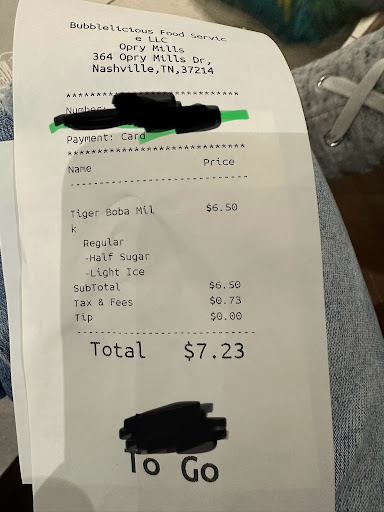 Bubblelicious Food Servic
e LLC
Opry Mills
364 Opry Mills Dr,
Nashville,TN,37214
******************************
Number:
Payment: Card
******************************
Name Price
------------------------------
Tiger Boba Mil $6.50
k
Regular
-Half Sugar
-Light Ice
SubTotal $6.50
Tax & Fees $0.73
Tip $0.00
------------------------------
Total $7.23
To Go